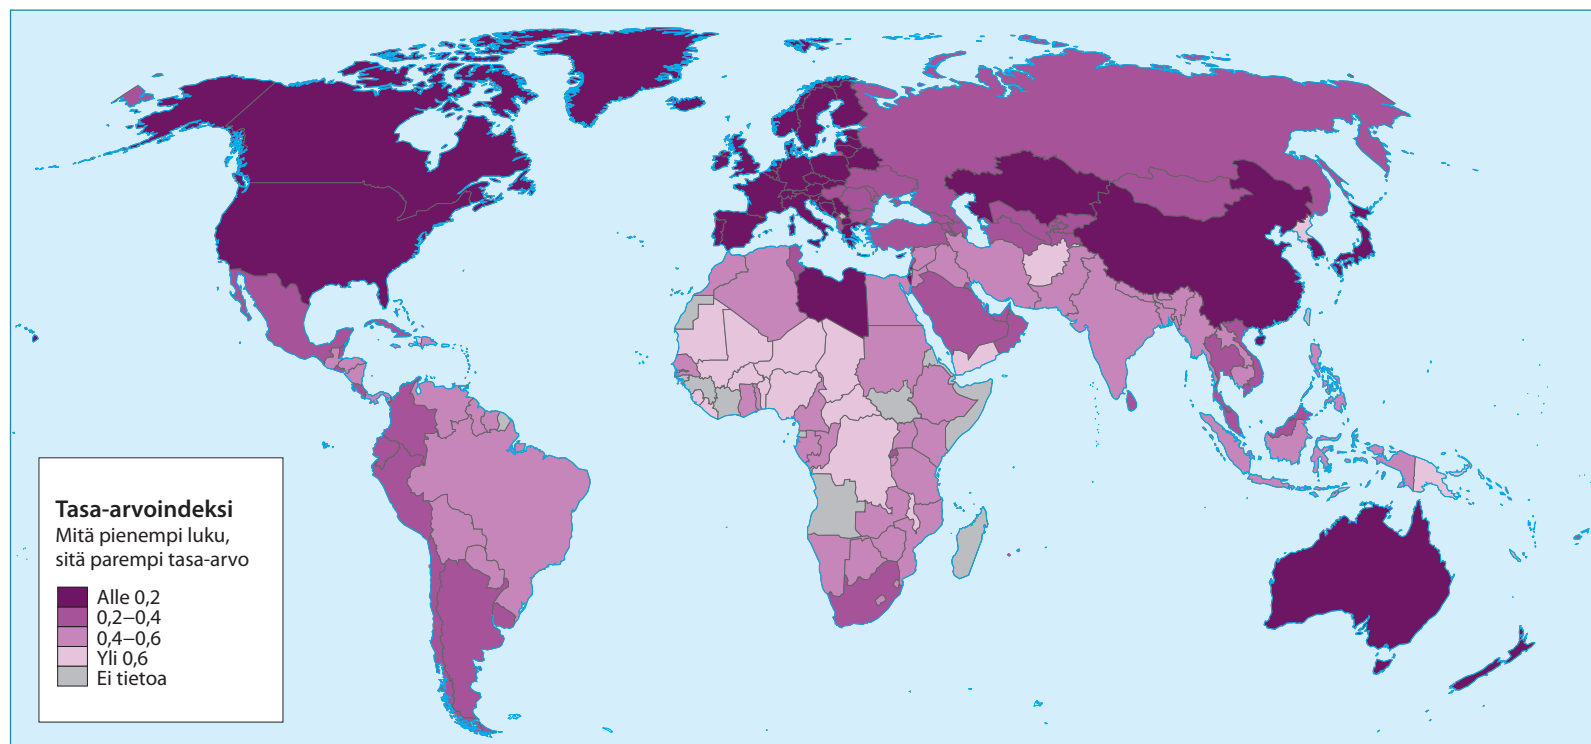 Tasa-arvoindeksi
Mitä pienempi luku,
sitä parempi tasa-arvo
Alle 0,2
0,2–0,4
0,4–0,6
Yli 0,6
Ei tietoa